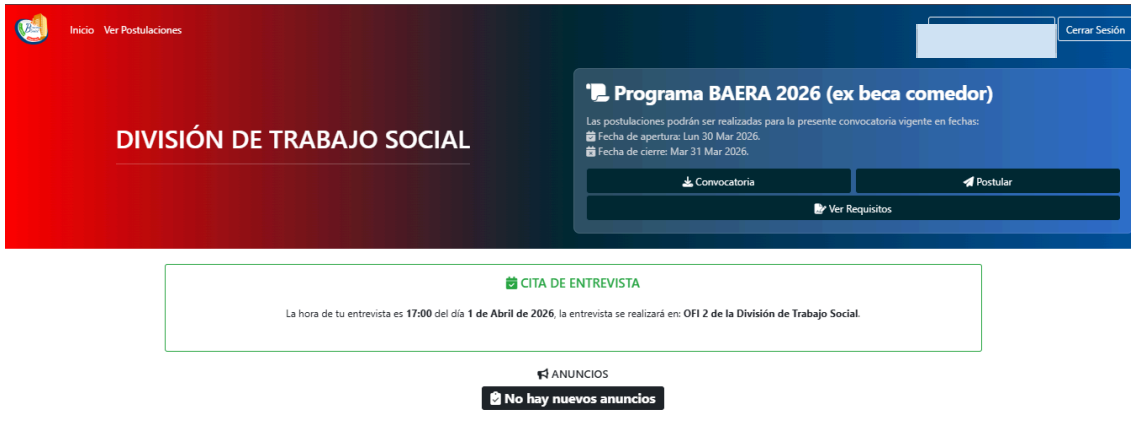 Inicio Ver Postulaciones
Cerrar Sesión
DIVISIÓN DE TRABAJO SOCIAL
Programa BAERA 2026 (ex beca comedor)
Las postulaciones podrán ser realizadas para la presente convocatoria vigente en fechas:
Fecha de apertura: Lun 30 Mar 2026.
Fecha de cierre: Mar 31 Mar 2026.
Convocatoria
Postular
Ver Requisitos
CITA DE ENTREVISTA
La hora de tu entrevista es 17:00 del día 1 de Abril de 2026, la entrevista se realizará en: OFI 2 de la División de Trabajo Social.
ANUNCIOS
No hay nuevos anuncios